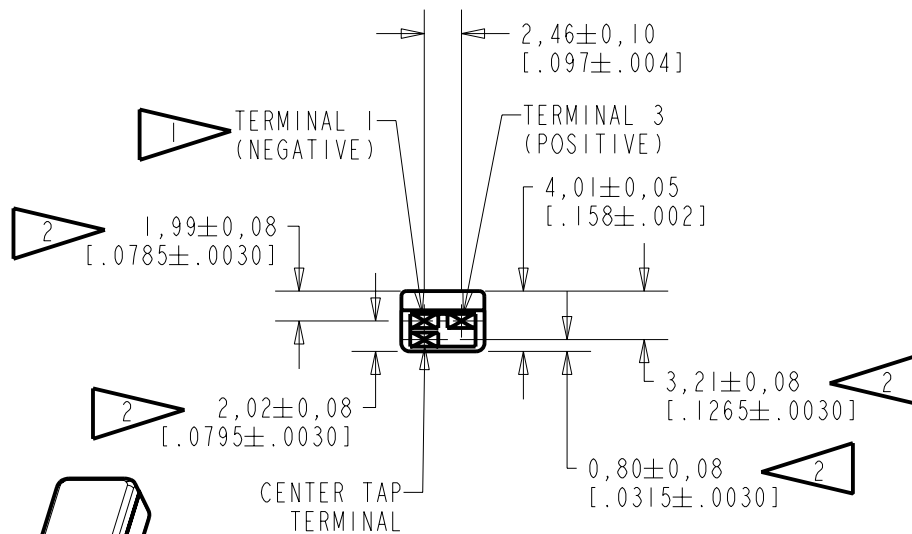 2,46±0,10
[.097±.004]
1
TERMINAL 1
(NEGATIVE)
TERMINAL 3
(POSITIVE)
4,01±0,05
[.158±.002]
2
1,99±0,08
[.0785±.0030]
3,21±0,08
[.1265±.0030]
2
2
2,02±0,08
[.0795±.0030]
0,80±0,08
[.0315±.0030]
2
CENTER TAP
TERMINAL